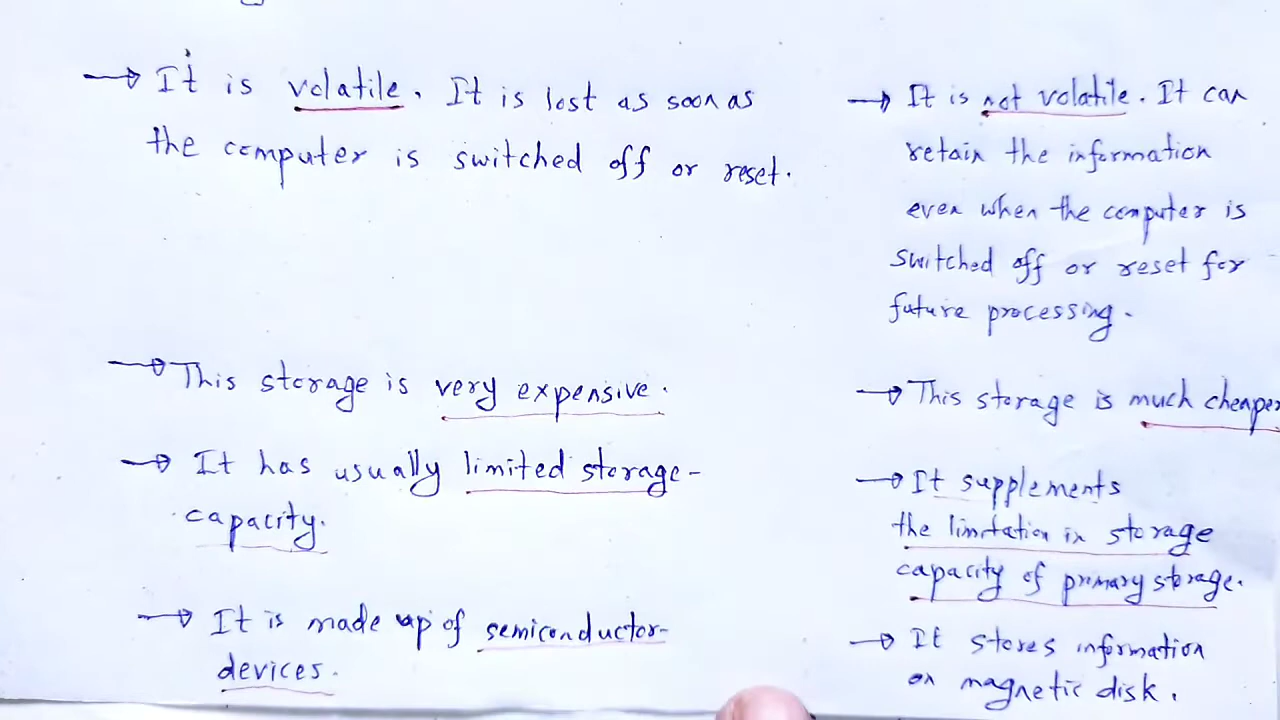 → It is volatile. It is lost as soon as
the computer is switched off or reset.
→ This storage is very expensive.
→ It has usually limited storage-
capacity.
→ It is made up of semiconductor-
devices.
→ It is not volatile. It can
retain the information
even when the computer is
switched off or reset for
future processing.
→ This storage is much cheaper
→ It supplements
the limitation in storage
capacity of primary storage.
→ It stores information
on magnetic disk.